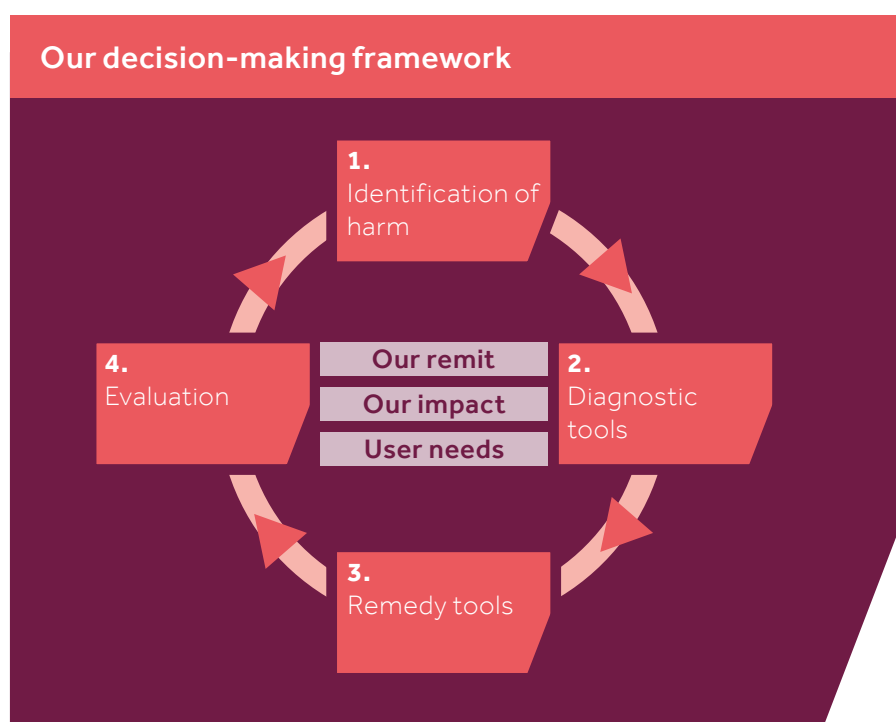 Our decision-making framework
1.
Identification of
harm
2.
Diagnostic
tools
3.
Remedy tools
4.
Evaluation
Our remit
Our impact
User needs